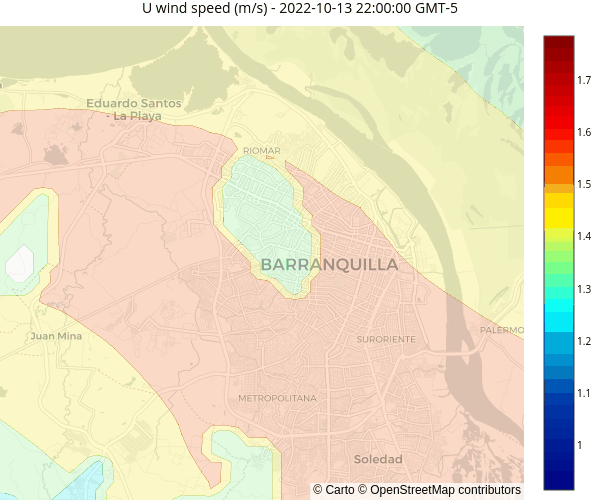 U wind speed (m/s) - 2022-10-13 22:00:00 GMT-5
Eduardo Santos
La Playa
RIOMAR
BARRANQUILLA
Juan Mina
SURORIENTE
PALERMO
METROPOLITANA
Soledad
© Carto © OpenStreetMap contributors
1.7
1.6
1.5
1.4
1.3
1.2
1.1
1